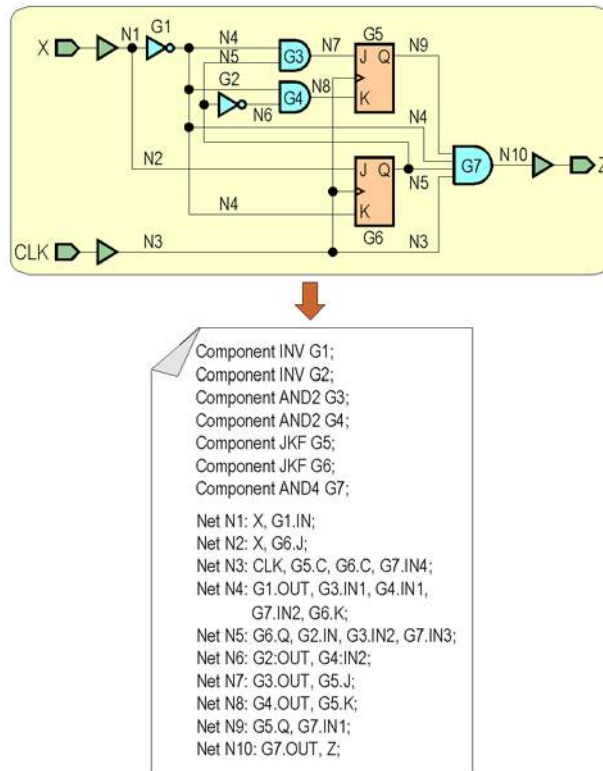 X
N1
G1
N4
N5
G2
N6
G3
G4
N7
N8
G5
J Q
K
N9
N4
N2
N4
J Q
K
G6
N5
G7
N10
Z
CLK
N3
N3
Component INV G1;
Component INV G2;
Component AND2 G3;
Component AND2 G4;
Component JKF G5;
Component JKF G6;
Component AND4 G7;
Net N1: X, G1.IN;
Net N2: X, G6.J;
Net N3: CLK, G5.C, G6.C, G7.IN4;
Net N4: G1.OUT, G3.IN1, G4.IN1,
G7.IN2, G6.K;
Net N5: G6.Q, G2.IN, G3.IN2, G7.IN3;
Net N6: G2:OUT, G4:IN2;
Net N7: G3.OUT, G5.J;
Net N8: G4.OUT, G5.K;
Net N9: G5.Q, G7.IN1;
Net N10: G7.OUT, Z;